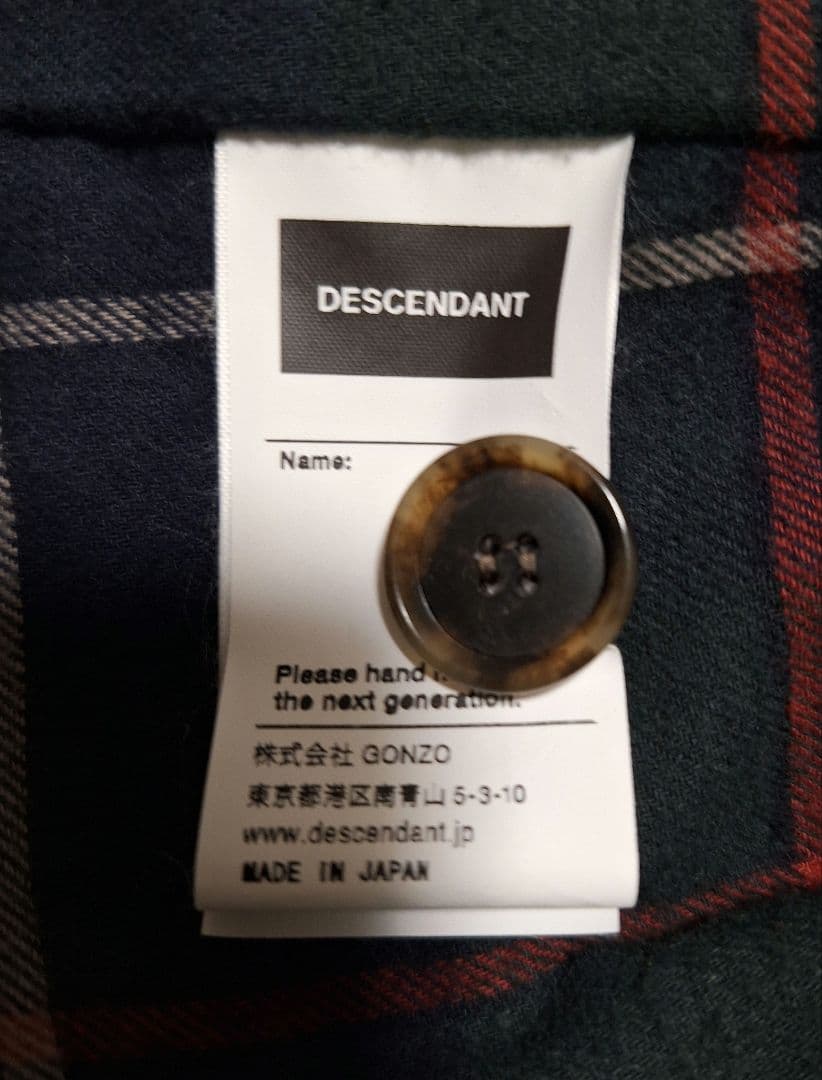 DESCENDANT
Name:
Please hand
the next generation.
株式会社 GONZO
東京都港区南青山 5-3-10
www.descendant.jp
MADE IN JAPAN